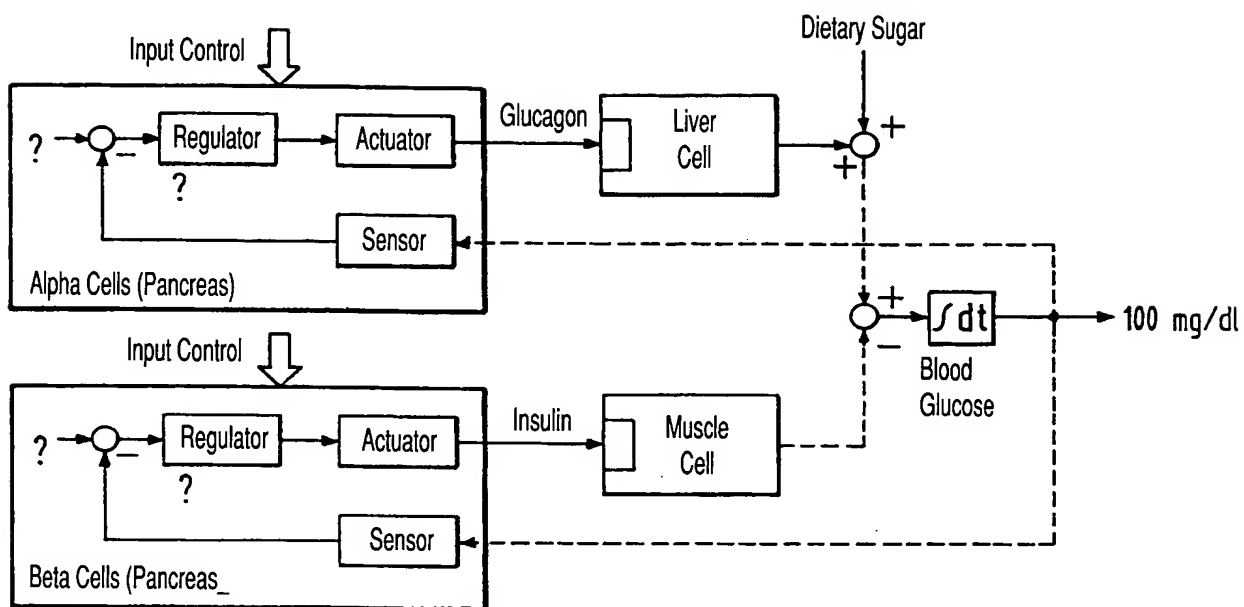 Dietary Sugar
Input Control
?
Regulator
Actuator
Glucagon
Liver
Cell
+
+
−
?
Sensor
Alpha Cells (Pancreas)
+
∫ dt
100 mg/dl
−
Blood
Glucose
Input Control
?
Regulator
Actuator
Insulin
Muscle
Cell
−
?
Sensor
Beta Cells (Pancreas_